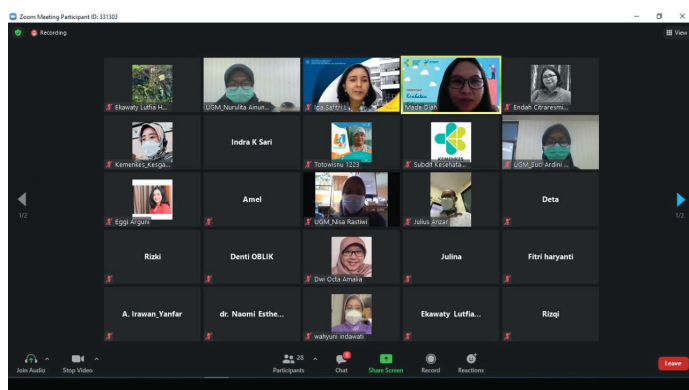 Zoom Meeting Participant ID: 331303
Recording
View
Ekawaty Lutfia H...
UGM_Nurulita Ainun...
Iga Safitri L
Made Diah
Endah Citraresmi...
Kemenkes_Kesga...
Indra K Sari
Totowisnu 1223
KEMENKES
Subdit Kesehata...
UGM_Suci Ardini ...
Eggi Arguni
Amel
UGM_Nisa Rastiwi
Julius Anzar
Deta
1/2
1/2
Rizki
Denti OBLIK
Dwi Octa Amalia
Julina
Fitri haryanti
A. Irawan_Yanfar
dr. Naomi Esthe...
wahyuni indawati
Ekawaty Lutfia...
Rizqi
Join Audio
Stop Video
28
Participants
Chat
Share Screen
Record
Reactions
Leave